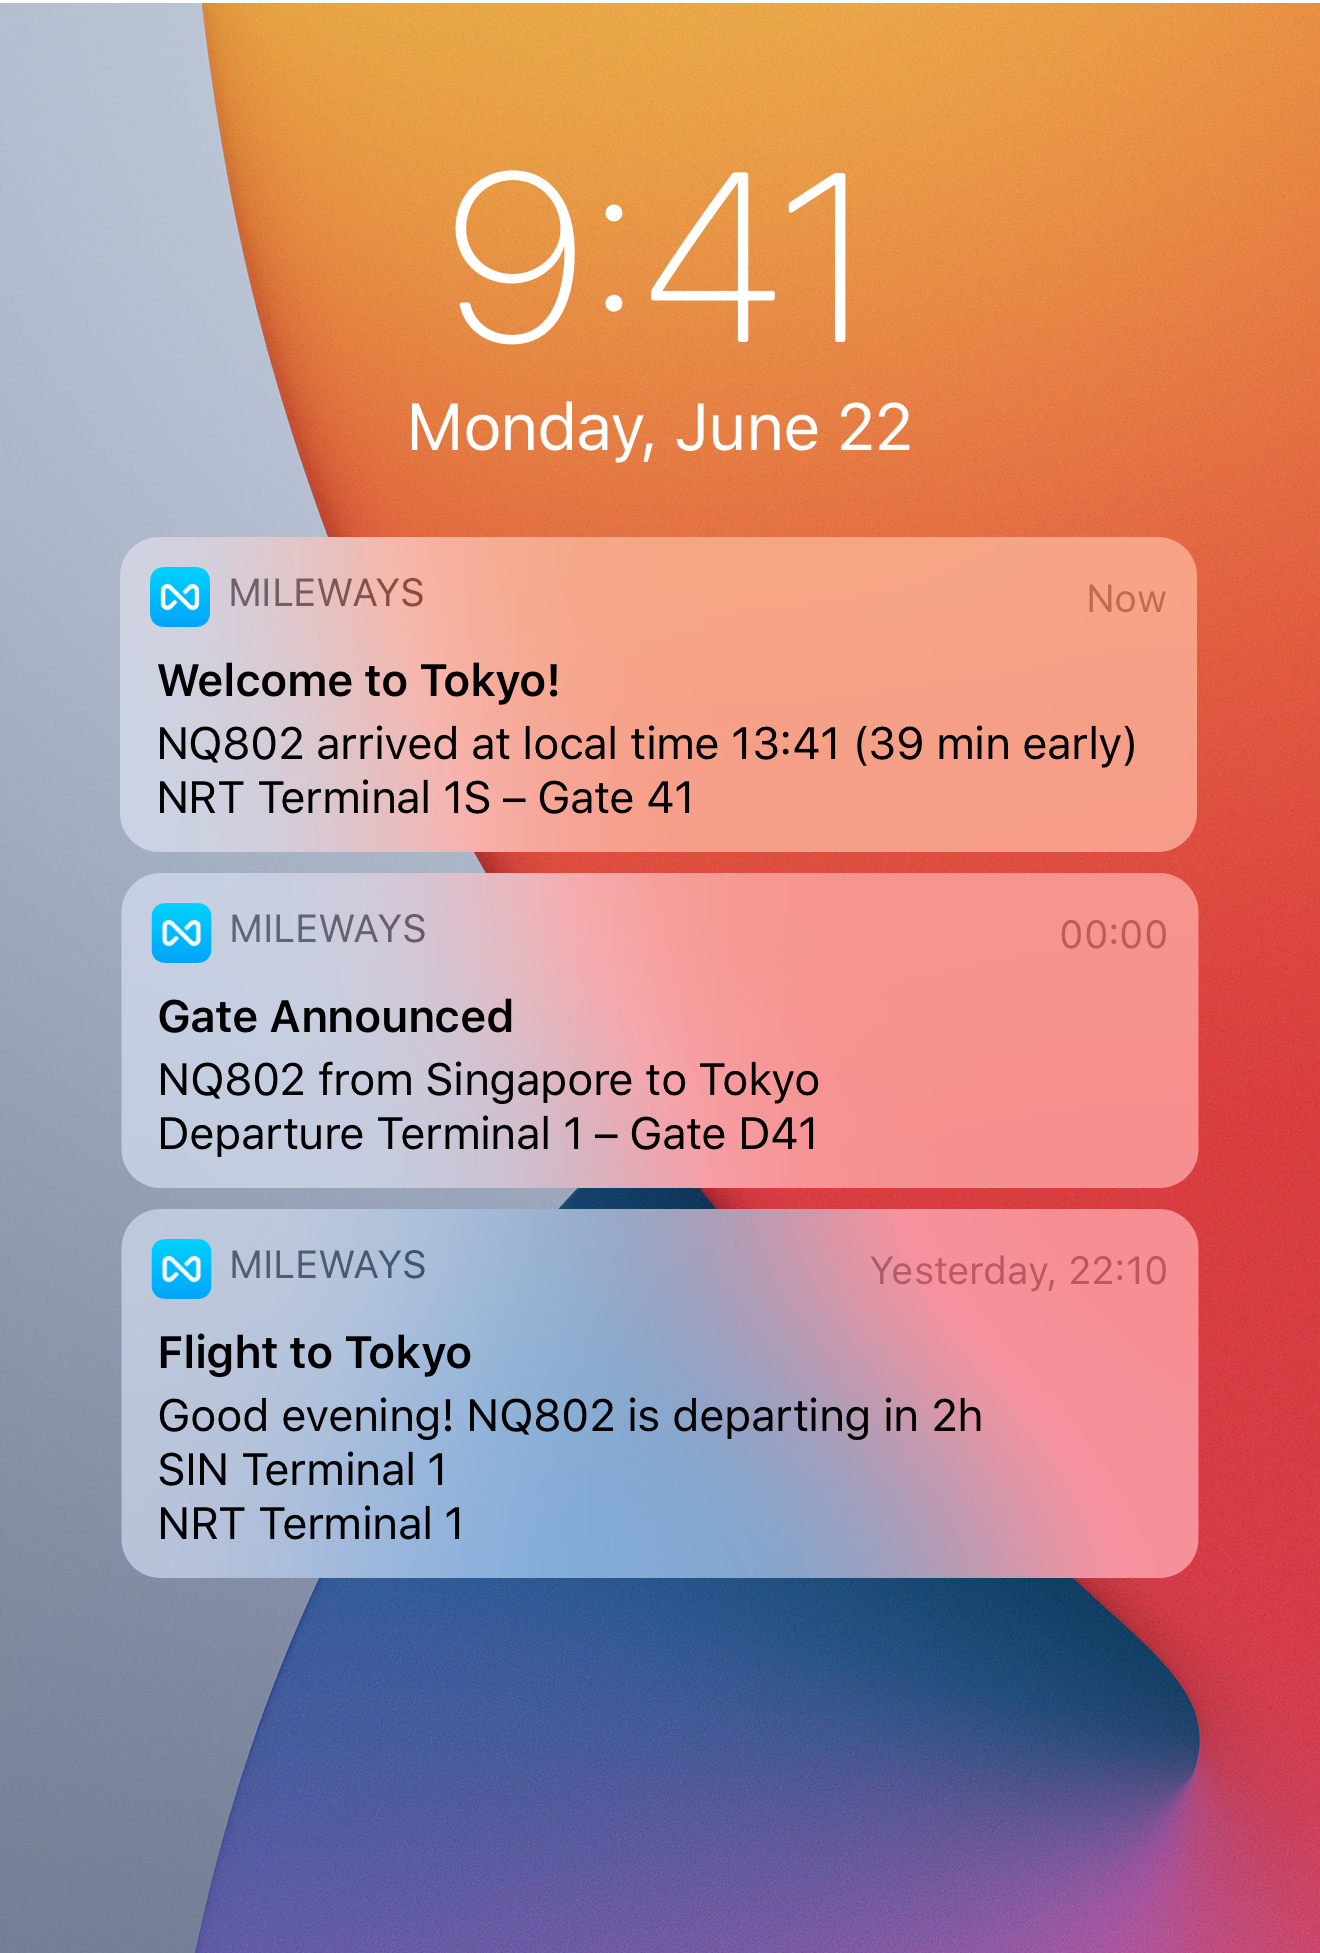 9:41
Monday, June 22
MILEWAYS
Now
Welcome to Tokyo!
NQ802 arrived at local time 13:41 (39 min early)
NRT Terminal 1S – Gate 41
MILEWAYS
00:00
Gate Announced
NQ802 from Singapore to Tokyo
Departure Terminal 1 – Gate D41
MILEWAYS
Yesterday, 22:10
Flight to Tokyo
Good evening! NQ802 is departing in 2h
SIN Terminal 1
NRT Terminal 1